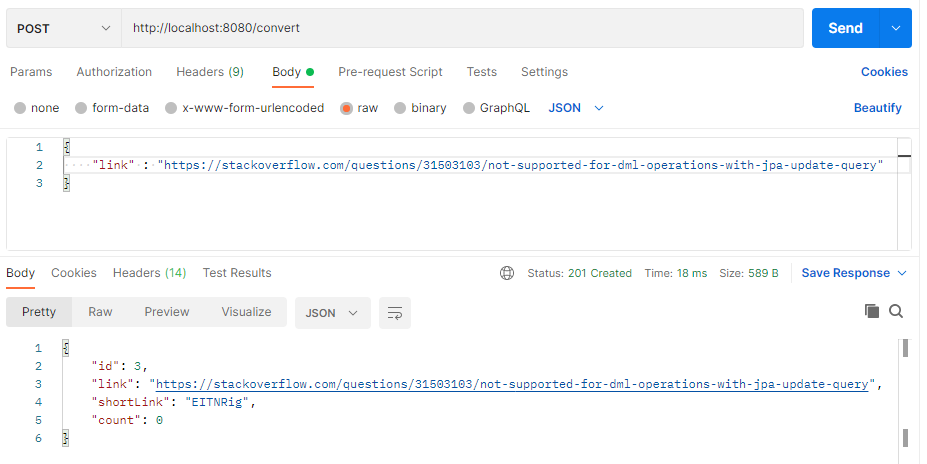 POST http://localhost:8080/convert Send
Params Authorization Headers (9) Body Pre-request Script Tests Settings Cookies
none form-data x-www-form-urlencoded raw binary GraphQL JSON Beautify
1 {
2 "link" : "https://stackoverflow.com/questions/31503103/not-supported-for-dml-operations-with-jpa-update-query"
3 }
Body Cookies Headers (14) Test Results Status: 201 Created Time: 18 ms Size: 589 B Save Response
Pretty Raw Preview Visualize JSON
1 {
2 "id": 3,
3 "link": "https://stackoverflow.com/questions/31503103/not-supported-for-dml-operations-with-jpa-update-query",
4 "shortLink": "EITNRig",
5 "count": 0
6 }